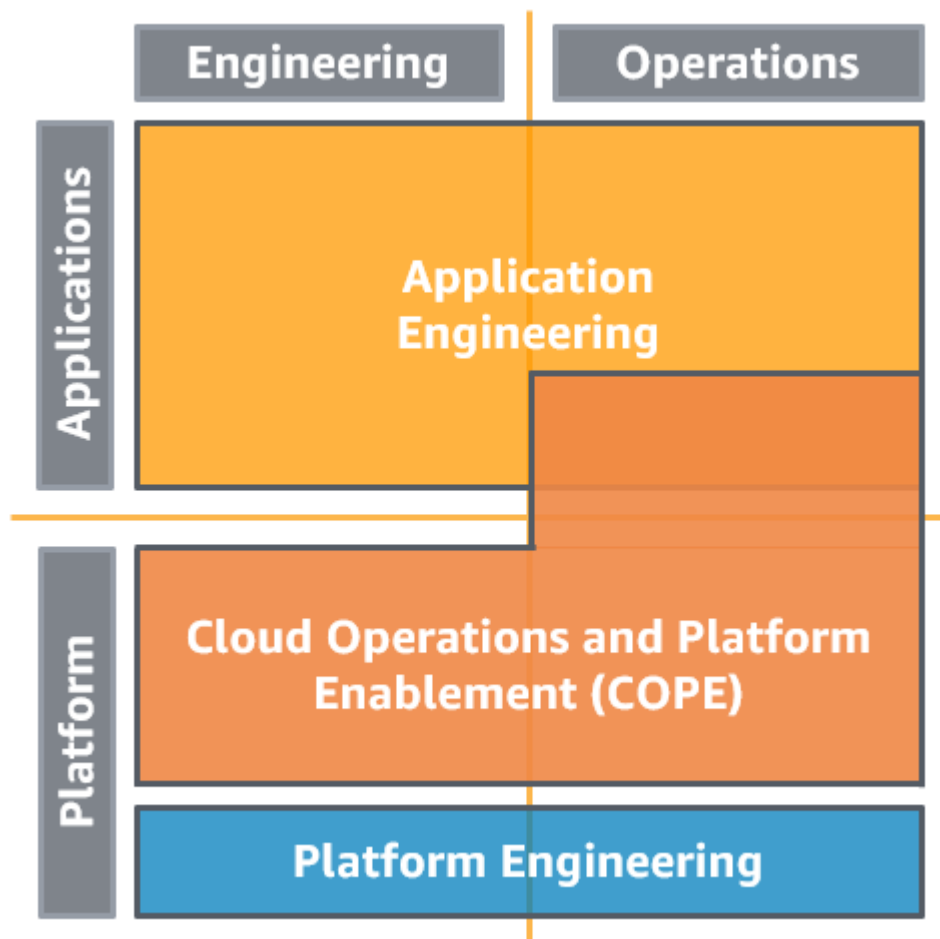 Engineering
Operations
Applications
Application
Engineering
Platform
Cloud Operations and Platform
Enablement (COPE)
Platform Engineering